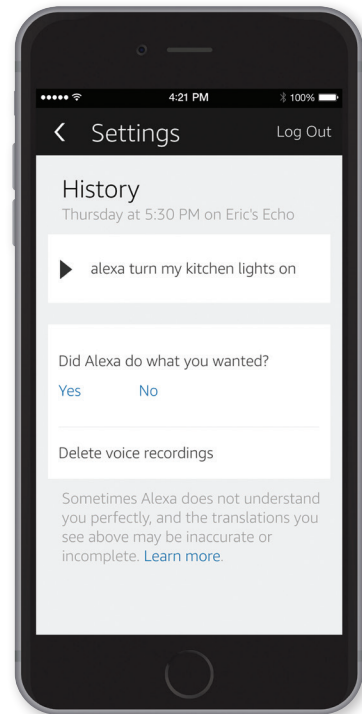 4:21 PM 100%
Settings Log Out
History
Thursday at 5:30 PM on Eric's Echo
alexa turn my kitchen lights on
Did Alexa do what you wanted?
Yes No
Delete voice recordings
Sometimes Alexa does not understand
you perfectly, and the translations you
see above may be inaccurate or
incomplete. Learn more.